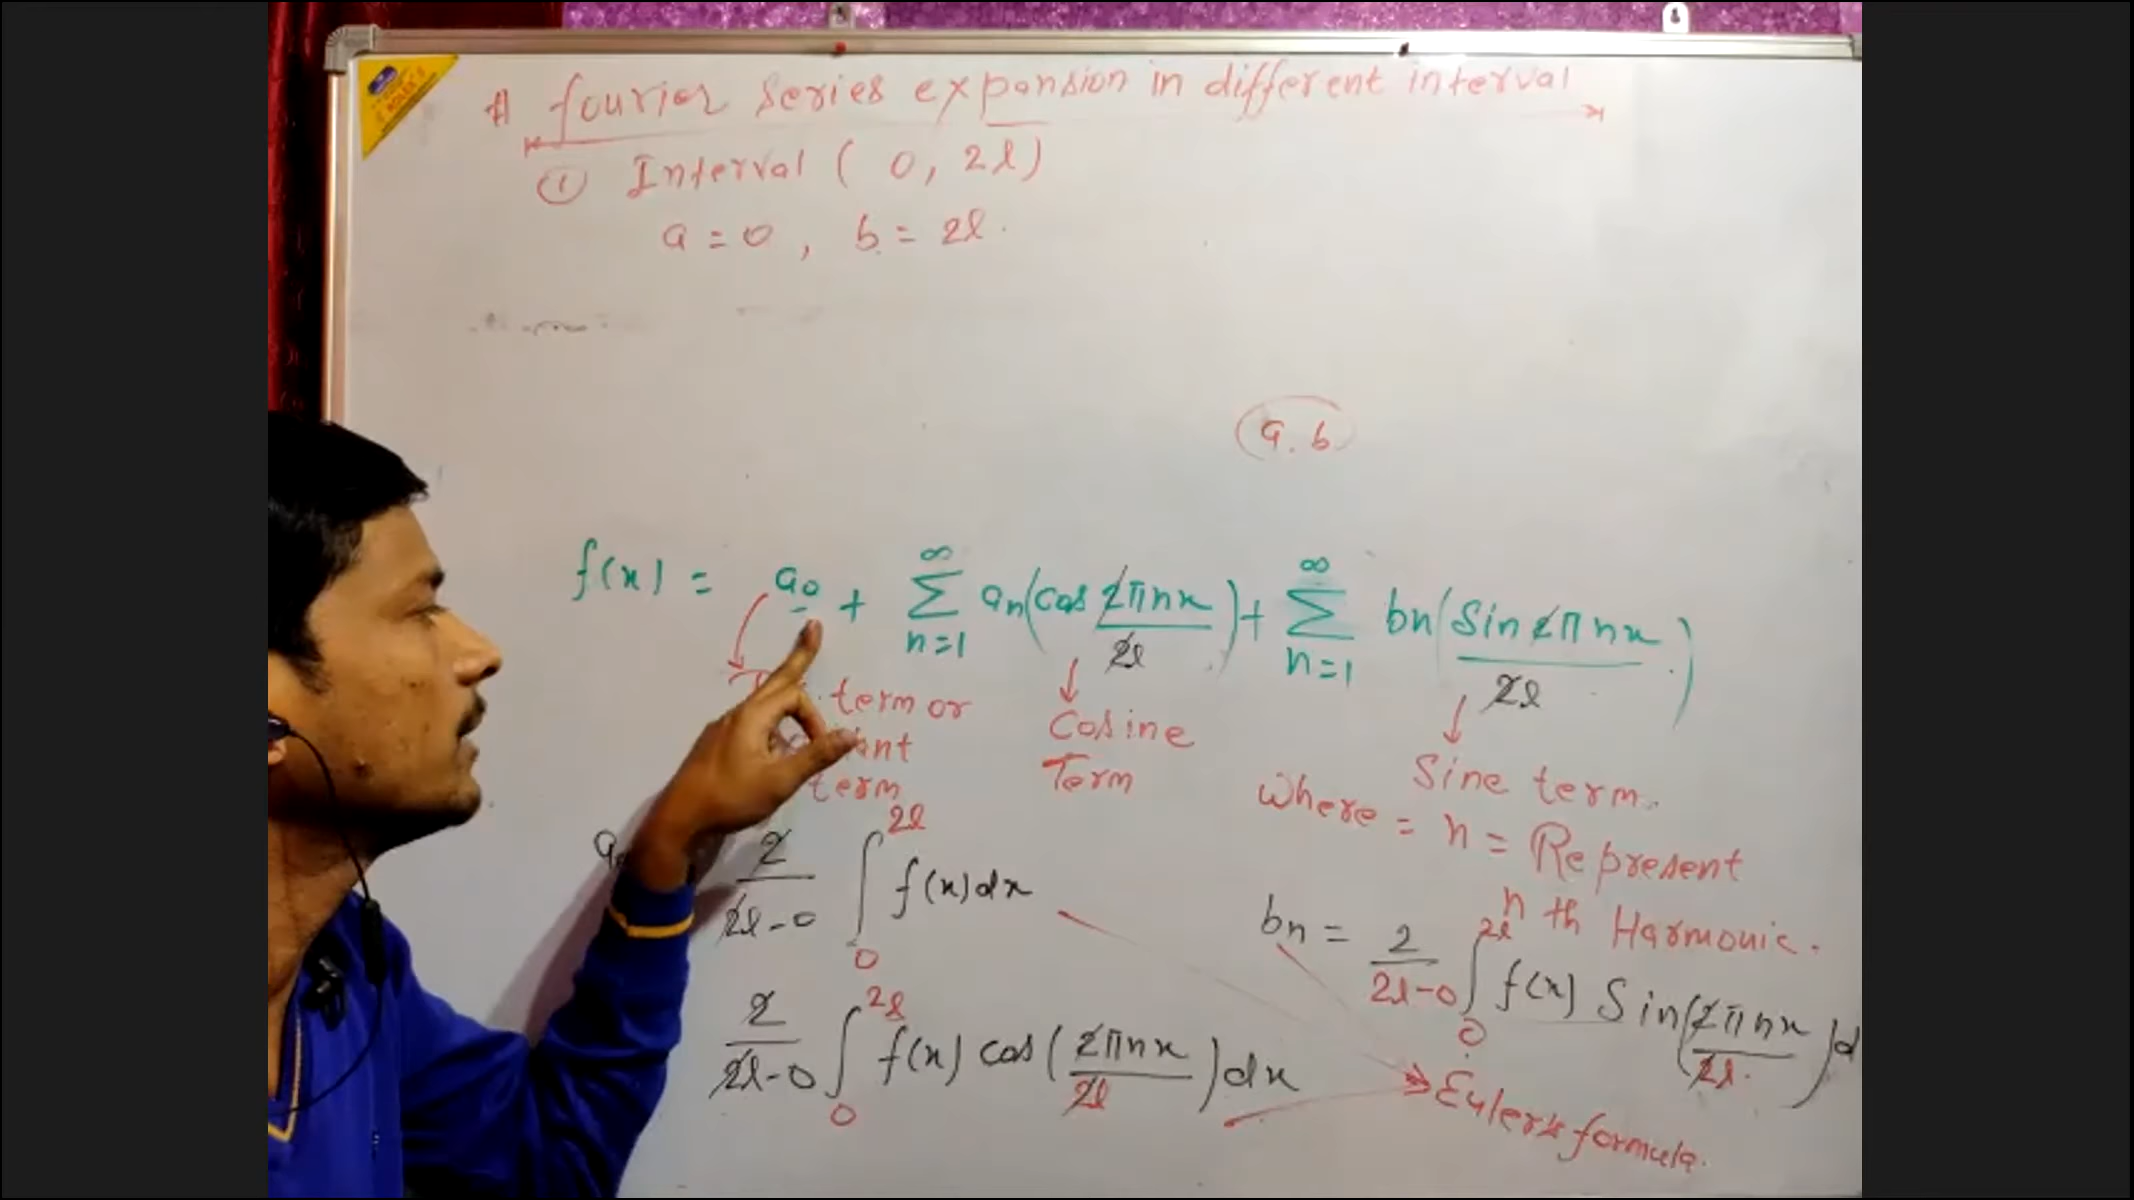 # fourier series expansion in different interval
① Interval ( 0, 2l )
a = 0 , b = 2l .
a. b
f(x) = a0 + ∑ n=1 ∞ an (cos 2πnx / 2l) + ∑ n=1 ∞ bn (Sin 2πnx / 2l)
term or
term
Cosine
Term
Sine term.
where = n = Represent
n th Harmonic.
2 / 2l-0 ∫ 0 2l f(x) dx
bn = 2 / 2l-0 ∫ 0 2l f(x) Sin (2πnx / 2l) d
2 / 2l-0 ∫ 0 2l f(x) cos (2πnx / 2l) dx
Euler's formula.